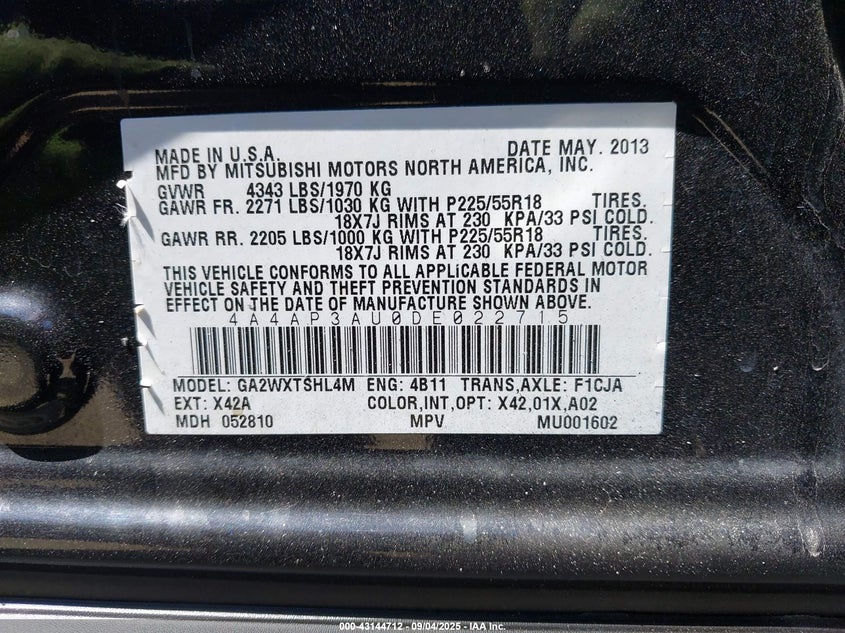 MADE IN U.S.A. DATE MAY. 2013
MFD BY MITSUBISHI MOTORS NORTH AMERICA, INC.
GVWR 4343 LBS/1970 KG
GAWR FR. 2271 LBS/1030 KG WITH P225/55R18 TIRES.
18X7J RIMS AT 230 KPA/33 PSI COLD.
GAWR RR. 2205 LBS/1000 KG WITH P225/55R18 TIRES.
18X7J RIMS AT 230 KPA/33 PSI COLD.
THIS VEHICLE CONFORMS TO ALL APPLICABLE FEDERAL MOTOR
VEHICLE SAFETY AND THEFT PREVENTION STANDARDS IN
EFFECT ON THE DATE OF MANUFACTURE SHOWN ABOVE.
4A4AP3AU0DE022715
MODEL: GA2WXTSHL4M ENG: 4B11 TRANS,AXLE: F1CJA
EXT: X42A COLOR,INT,OPT: X42,01X,A02
MDH 052810 MPV MU001602
000-43144712 - 09/04/2025 - IAA Inc.